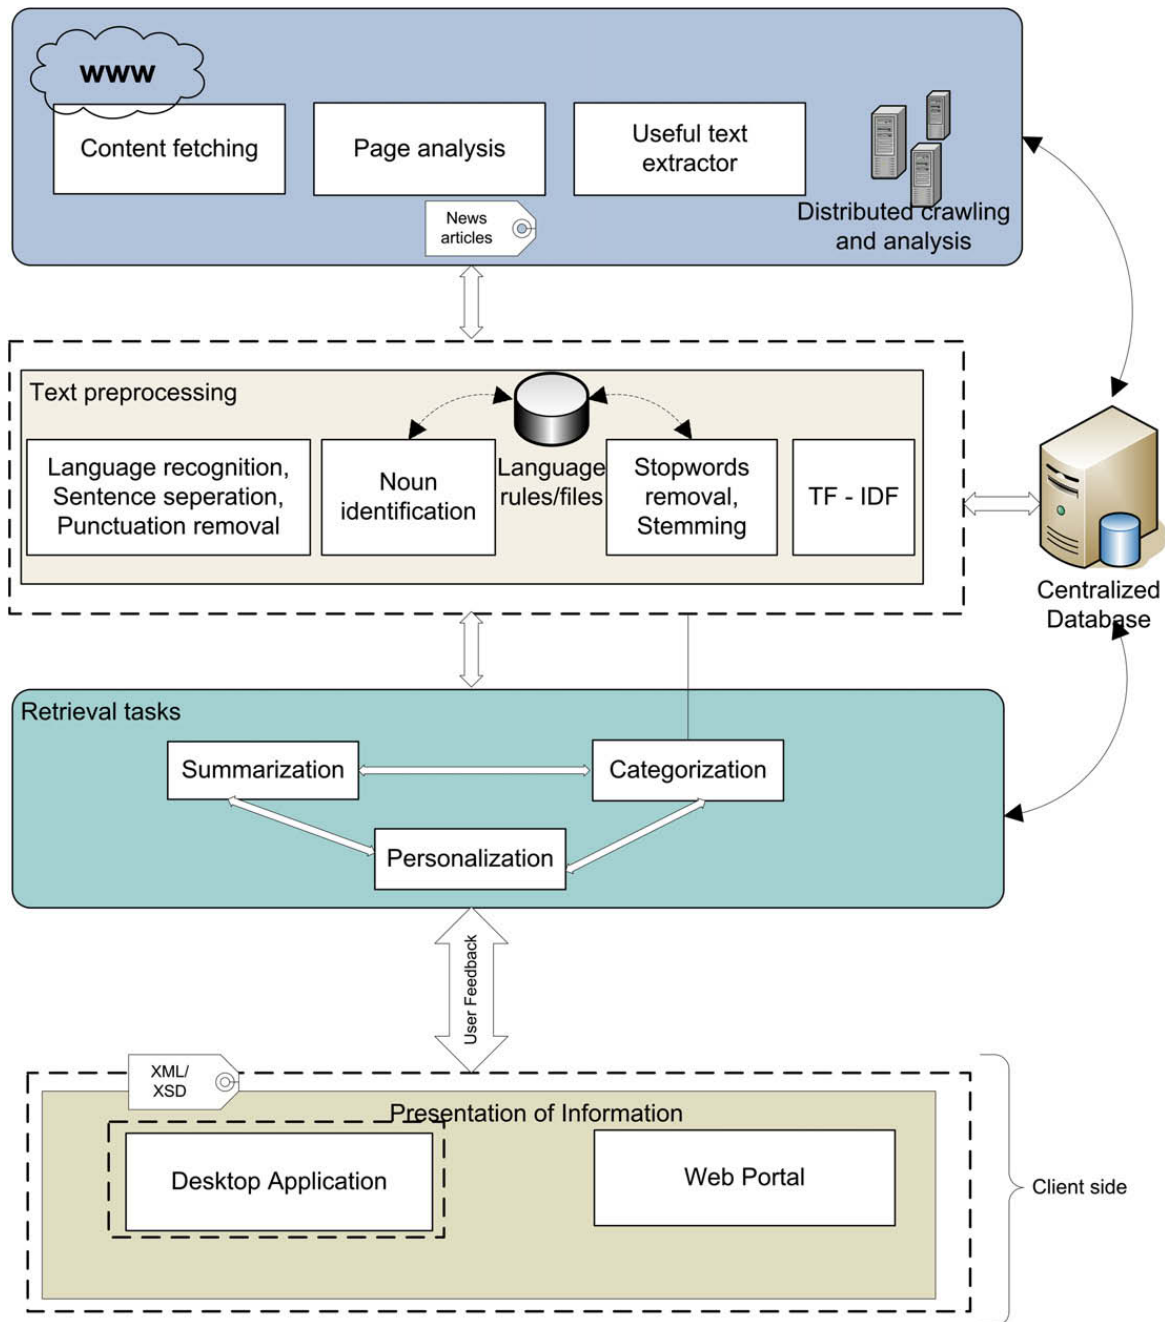 www
Content fetching
Page analysis
Useful text
extractor
News
articles
Distributed crawling
and analysis
Text preprocessing
Language recognition,
Sentence seperation,
Punctuation removal
Noun
identification
Language
rules/files
Stopwords
removal,
Stemming
TF - IDF
Centralized
Database
Retrieval tasks
Summarization
Categorization
Personalization
User Feedback
XML/
XSD
Presentation of Information
Desktop Application
Web Portal
Client side